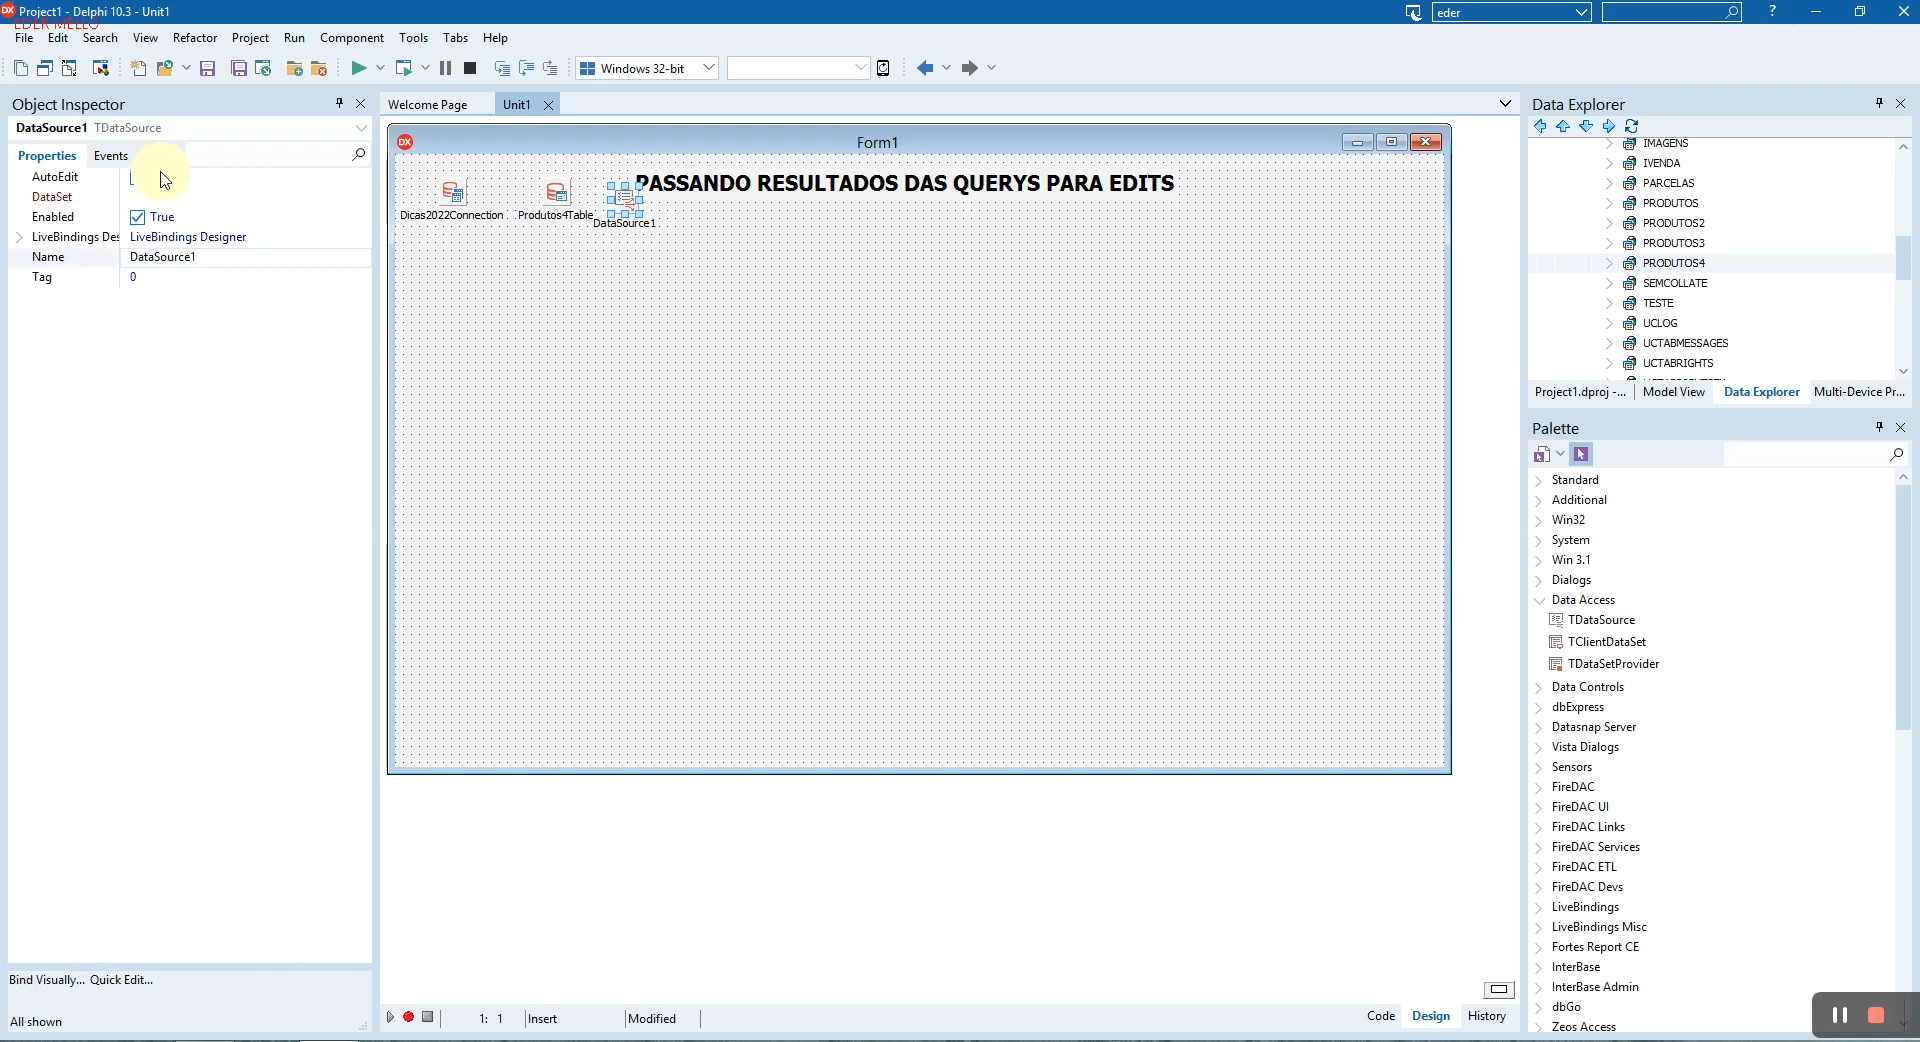 Project1 - Delphi 10.3 - Unit1
eder
EDER MELLO
File Edit Search View Refactor Project Run Component Tools Tabs Help
Windows 32-bit
Object Inspector
DataSource1 TDataSource
Properties Events
AutoEdit
DataSet
Enabled True
LiveBindings Des LiveBindings Designer
Name DataSource1
Tag 0
Bind Visually... Quick Edit...
All shown
Welcome Page Unit1
Form1
PASSANDO RESULTADOS DAS QUERYS PARA EDITS
Dicas2022Connection Produtos4Table DataSource1
1: 1 Insert Modified
Code Design History
Data Explorer
IMAGENS
IVENDA
PARCELAS
PRODUTOS
PRODUTOS2
PRODUTOS3
PRODUTOS4
SEMCOLLATE
TESTE
UCLOG
UCTABMESSAGES
UCTABRIGHTS
Project1.dproj -... Model View Data Explorer Multi-Device Pr...
Palette
Standard
Additional
Win32
System
Win 3.1
Dialogs
Data Access
TDataSource
TClientDataSet
TDataSetProvider
Data Controls
dbExpress
Datasnap Server
Vista Dialogs
Sensors
FireDAC
FireDAC UI
FireDAC Links
FireDAC Services
FireDAC ETL
FireDAC Devs
LiveBindings
LiveBindings Misc
Fortes Report CE
InterBase
InterBase Admin
dbGo
Zeos Access